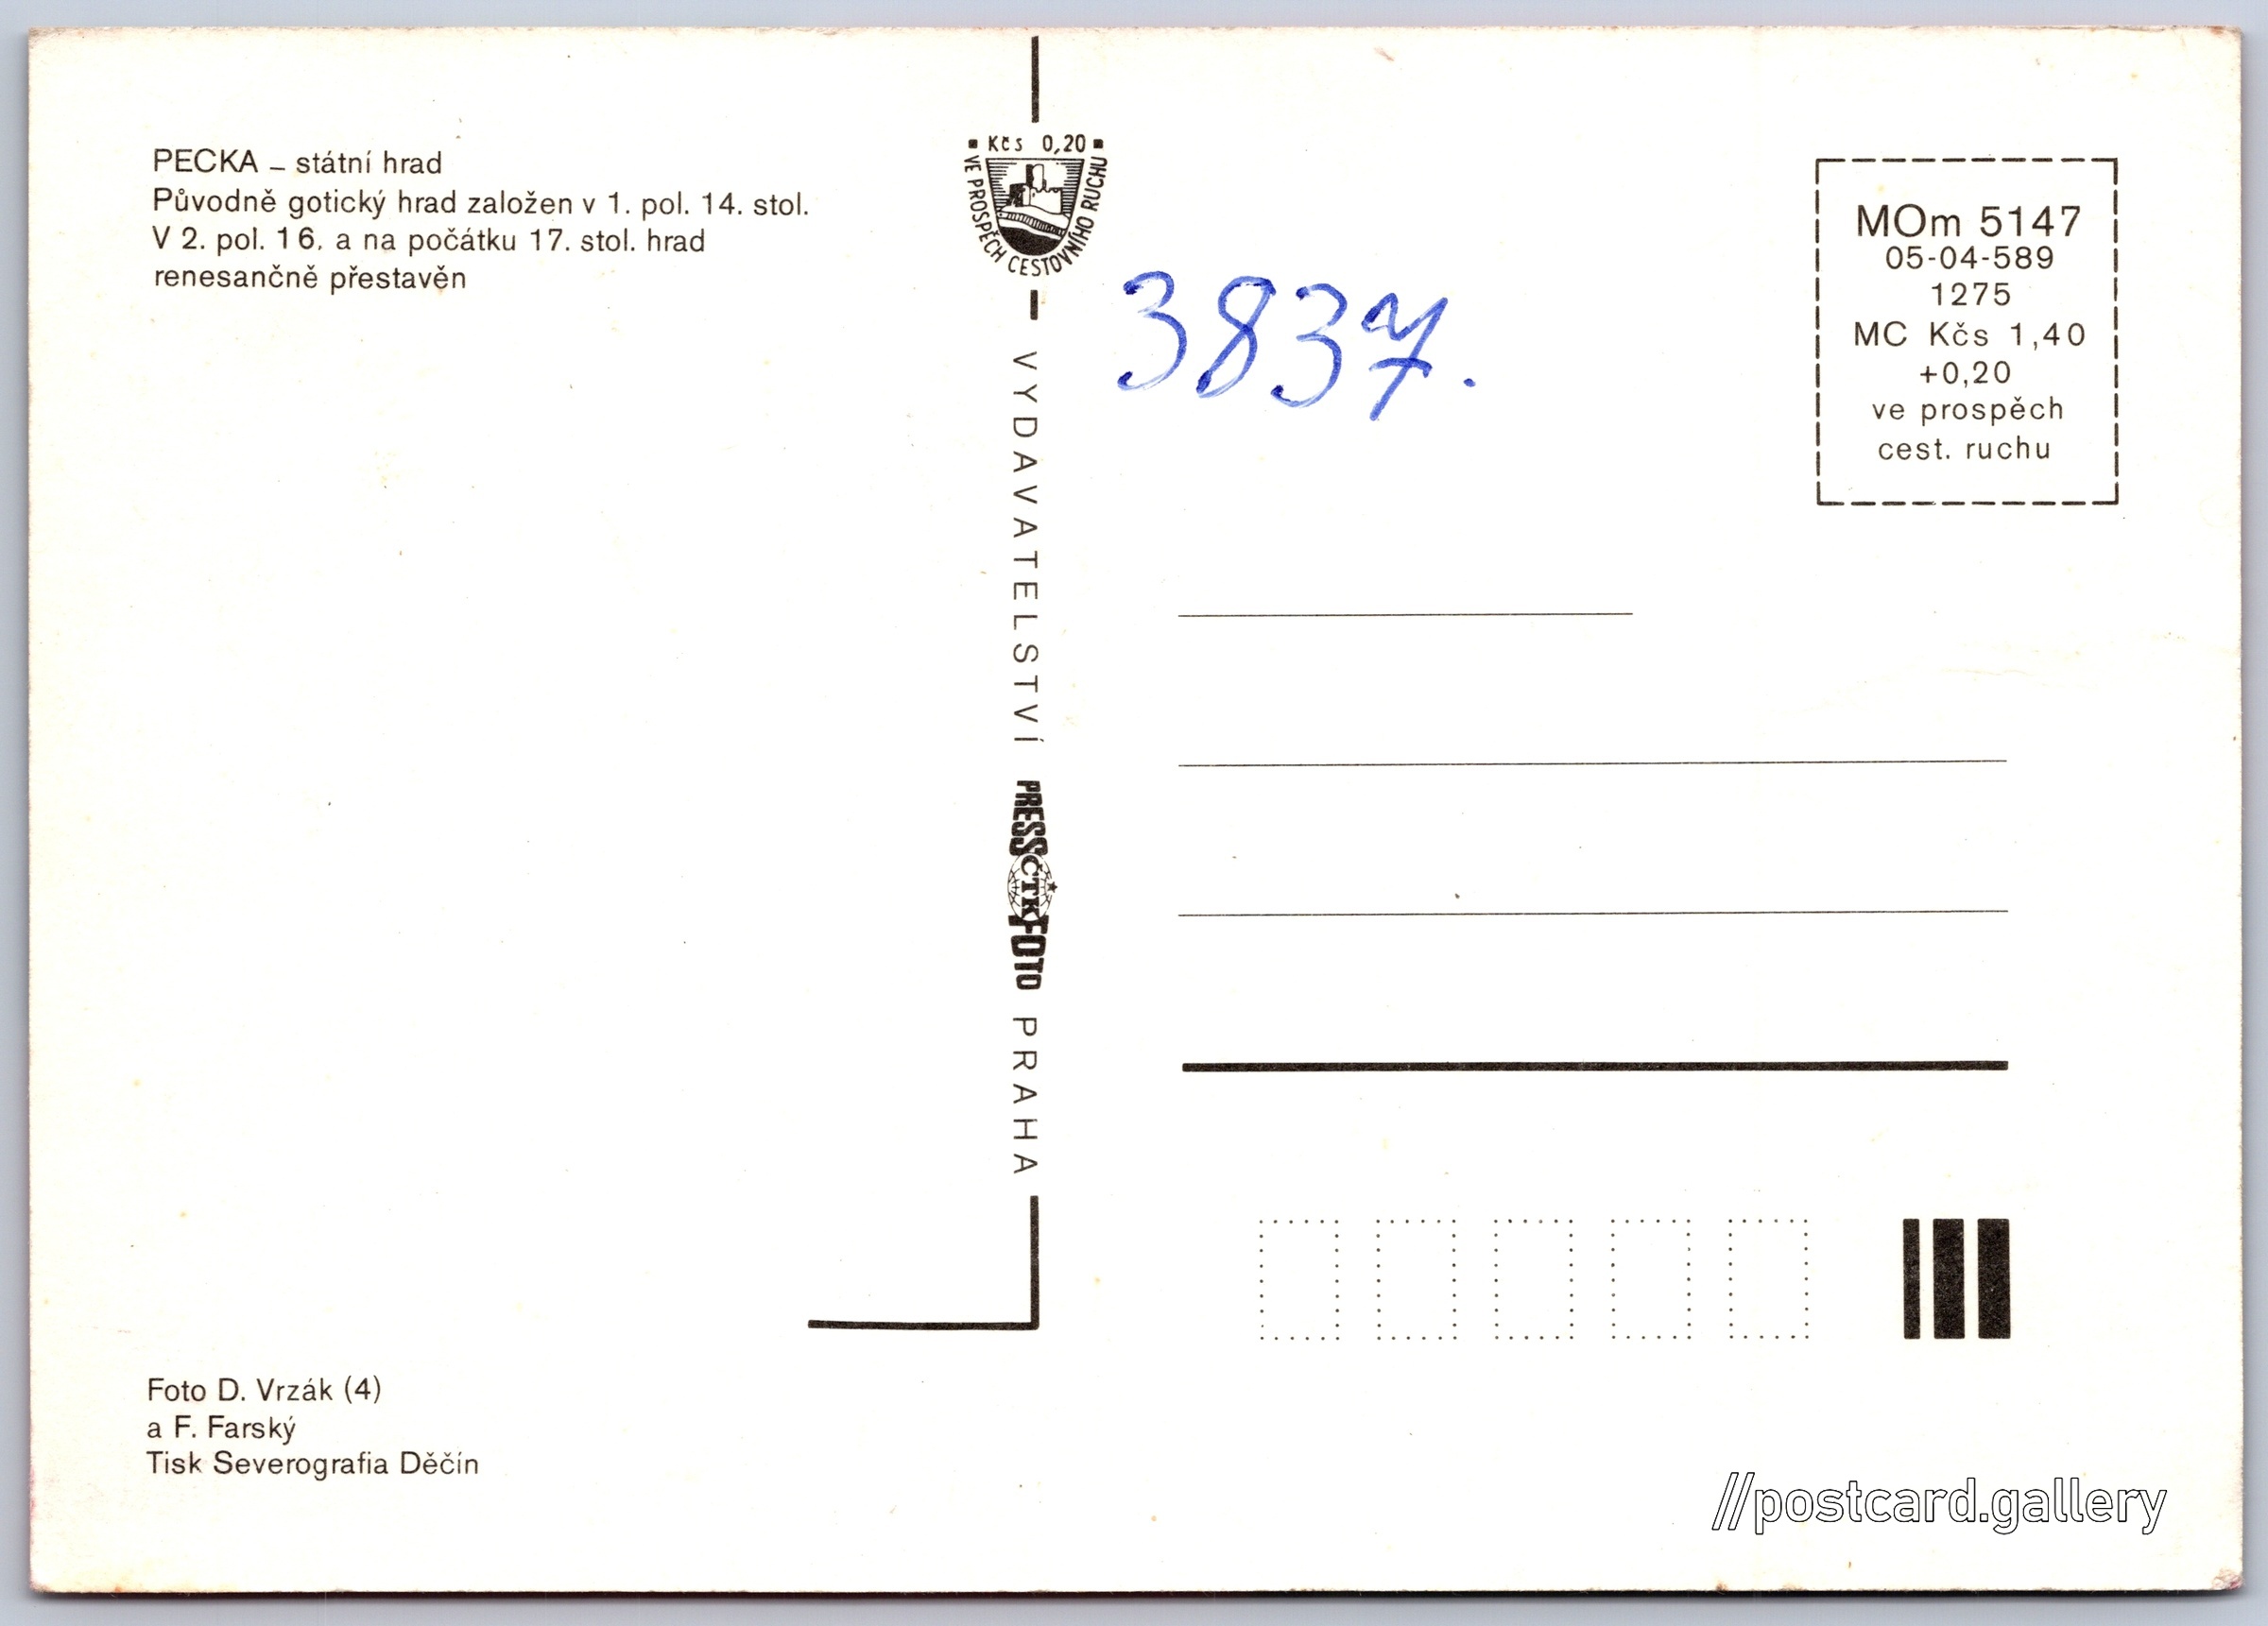 PECKA – státní hrad
Původně gotický hrad založen v 1. pol. 14. stol.
V 2. pol. 16. a na počátku 17. stol. hrad
renesančně přestavěn
Kčs 0,20
VE PROSPĚCH CESTOVNÍHO RUCHU
3837.
MOm 5147
05-04-589
1275
MC Kčs 1,40
+0,20
ve prospěch
cest. ruchu
VYDAVATELSTVÍ PRESSČTKFOTO PRAHA
Foto D. Vrzák (4)
a F. Farský
Tisk Severografia Děčín
//postcard.gallery